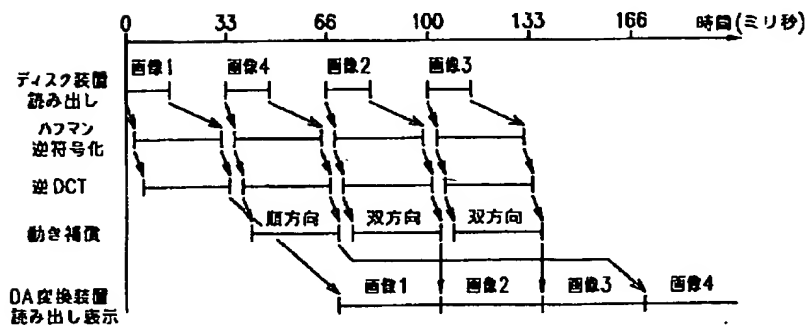 0 33 66 100 133 166 時間(ミリ秒)
画像1 画像4 画像2 画像3
ディスク装置
読み出し
ハフマン
逆符号化
逆DCT
順方向 双方向 双方向
動き補償
画像1 画像2 画像3 画像4
DA変換装置
読み出し表示